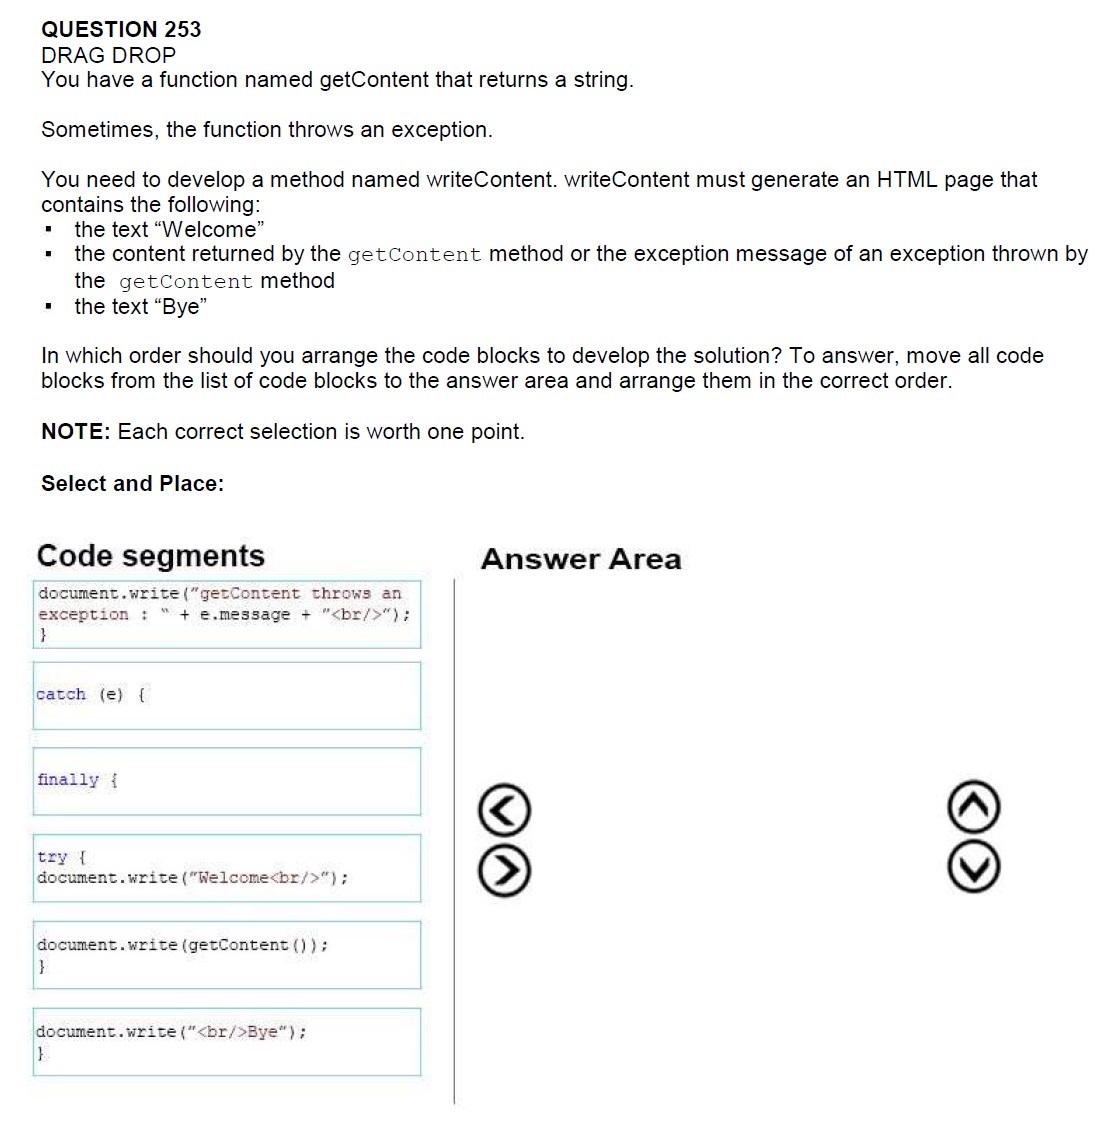 QUESTION 253
DRAG DROP
You have a function named getContent that returns a string.
Sometimes, the function throws an exception.
You need to develop a method named writeContent. writeContent must generate an HTML page that
contains the following:
▪ the text “Welcome”
▪ the content returned by the getContent method or the exception message of an exception thrown by
the getContent method
▪ the text “Bye”
In which order should you arrange the code blocks to develop the solution? To answer, move all code
blocks from the list of code blocks to the answer area and arrange them in the correct order.
NOTE: Each correct selection is worth one point.
Select and Place:
Code segments
Answer Area
document.write("getContent throws an
exception : " + e.message + "<br/>");
}
catch (e) {
finally {
try {
document.write("Welcome<br/>");
document.write(getContent());
}
document.write("<br/>Bye");
}